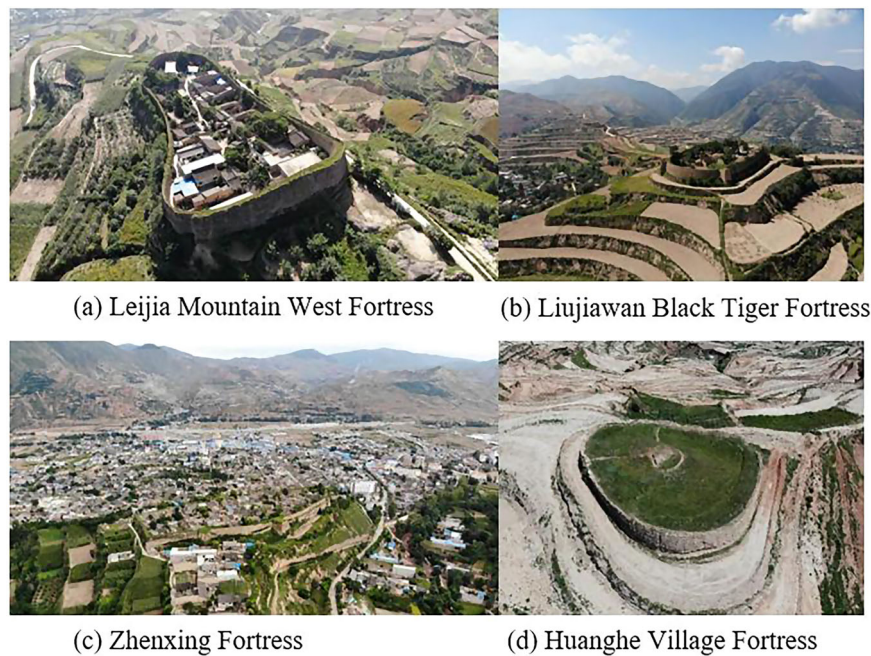 (a) Leijia Mountain West Fortress
(b) Liujiawan Black Tiger Fortress
(c) Zhenxing Fortress
(d) Huanghe Village Fortress